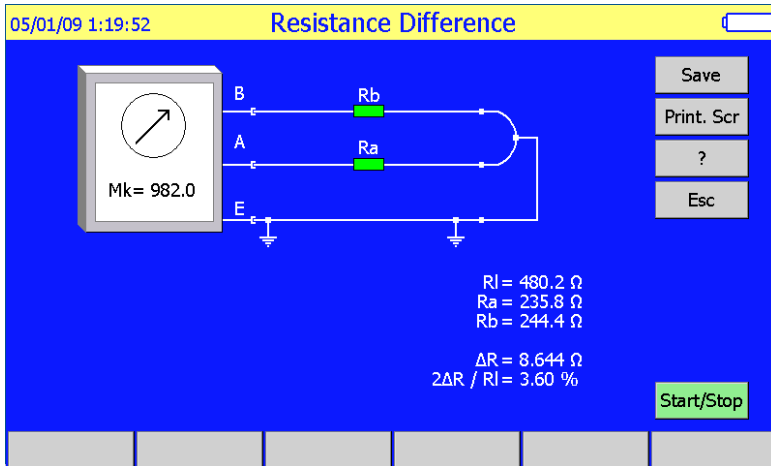 05/01/09 1:19:52 Resistance Difference
Save
B Rb
Print. Scr
A Ra
?
Mk= 982.0
Esc
E
Rl = 480.2 Ω
Ra = 235.8 Ω
Rb = 244.4 Ω
ΔR = 8.644 Ω
2ΔR / Rl = 3.60 %
Start/Stop